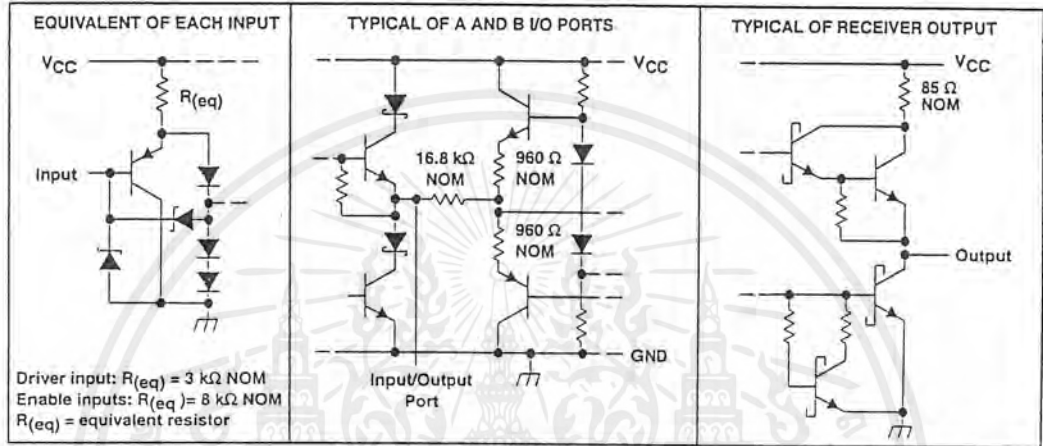 EQUIVALENT OF EACH INPUT
VCC
R(eq)
Input
Driver input: R(eq) = 3 kΩ NOM
Enable inputs: R(eq) = 8 kΩ NOM
R(eq) = equivalent resistor
TYPICAL OF A AND B I/O PORTS
VCC
16.8 kΩ
NOM
960 Ω
NOM
960 Ω
NOM
GND
Input/Output
Port
TYPICAL OF RECEIVER OUTPUT
VCC
85 Ω
NOM
Output